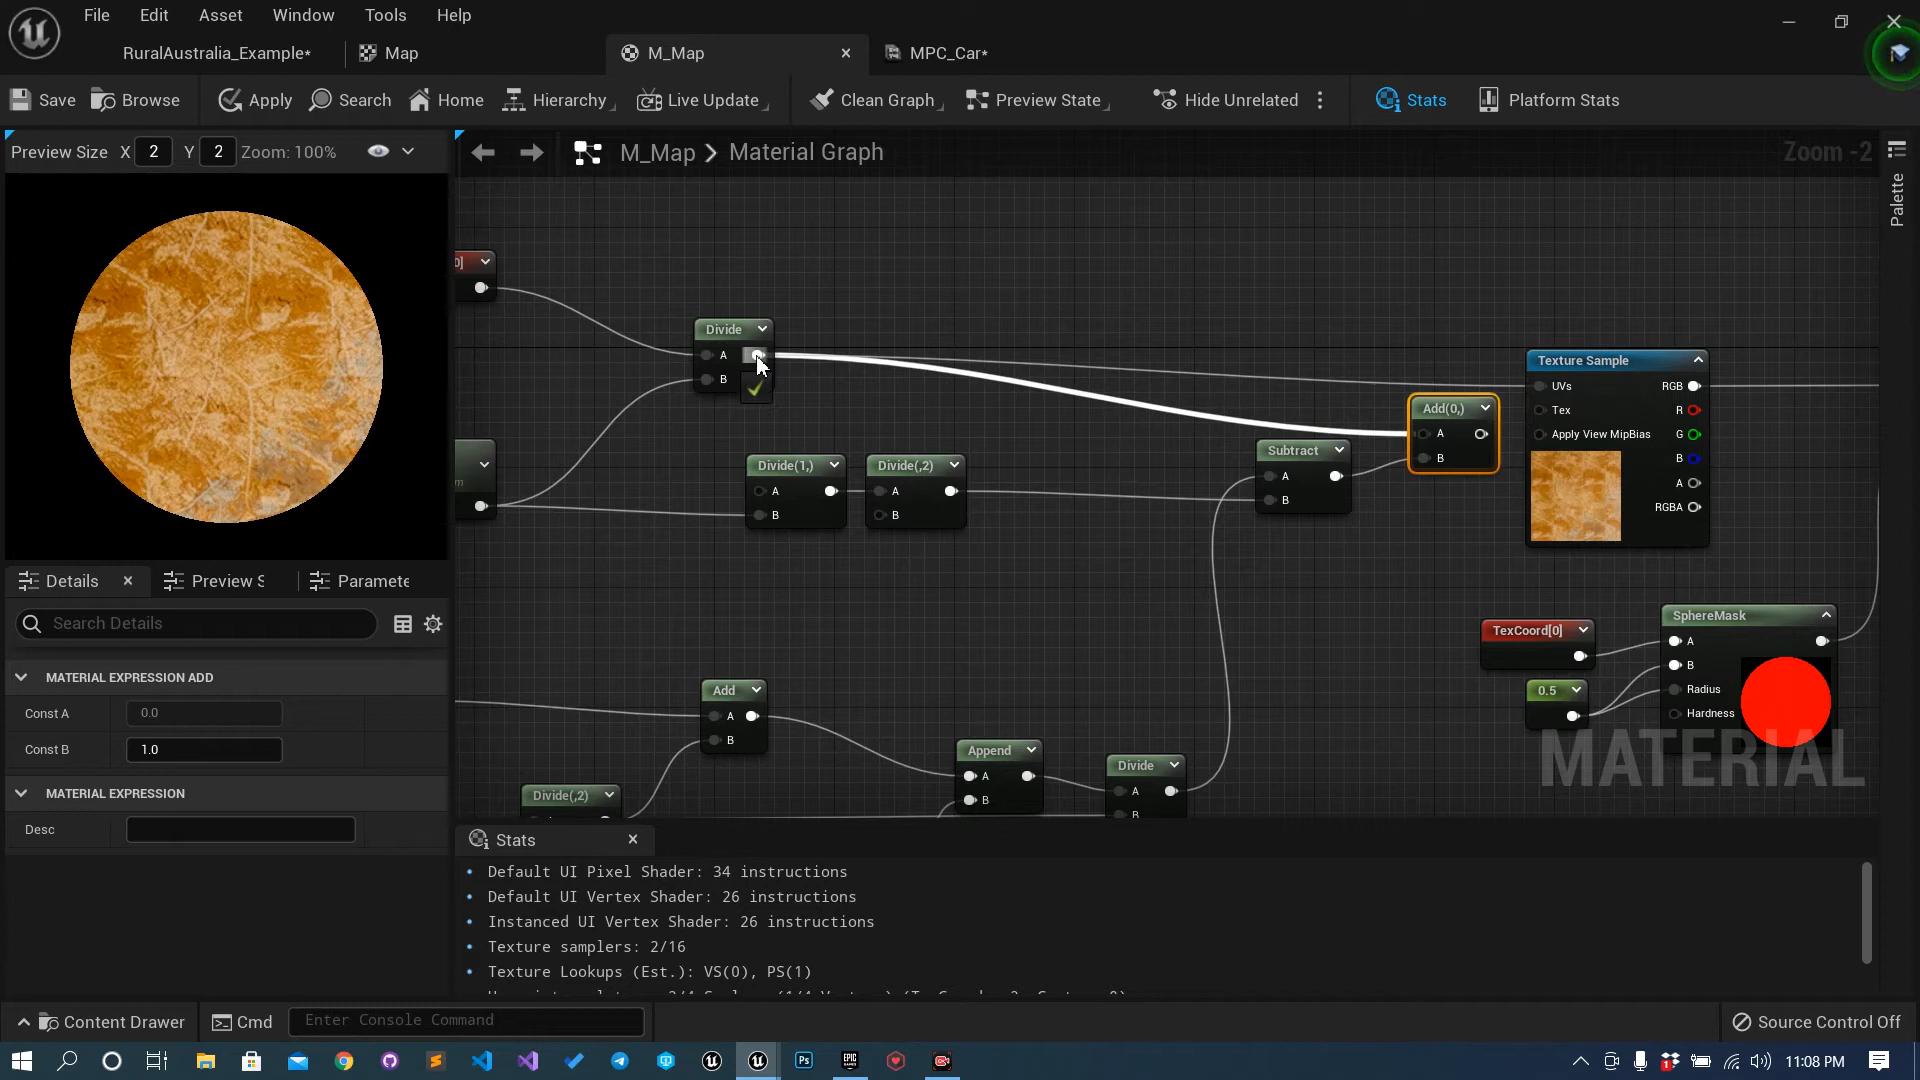 File Edit Asset Window Tools Help
RuralAustralia_Example* Map M_Map MPC_Car*
Save Browse Apply Search Home Hierarchy Live Update Clean Graph Preview State Hide Unrelated Stats Platform Stats
Preview Size X 2 Y 2 Zoom: 100%
M_Map > Material Graph
Zoom -2
Palette
0]
Divide
A
B
Texture Sample
UVs RGB
Tex R
Apply View MipBias G
B
A
RGBA
Add(0,)
A
B
Subtract
A
B
Divide(1,)
A
B
Divide(,2)
A
B
TexCoord[0]
0.5
SphereMask
A
B
Radius
Hardness
MATERIAL
Add
A
B
Append
A
B
Divide
A
B
Divide(,2)
Details Preview S Paramete
Search Details
MATERIAL EXPRESSION ADD
Const A 0.0
Const B 1.0
MATERIAL EXPRESSION
Desc
Stats
Default UI Pixel Shader: 34 instructions
Default UI Vertex Shader: 26 instructions
Instanced UI Vertex Shader: 26 instructions
Texture samplers: 2/16
Texture Lookups (Est.): VS(0), PS(1)
Content Drawer Cmd Enter Console Command Source Control Off
Ps
EPIC GAMES
11:08 PM